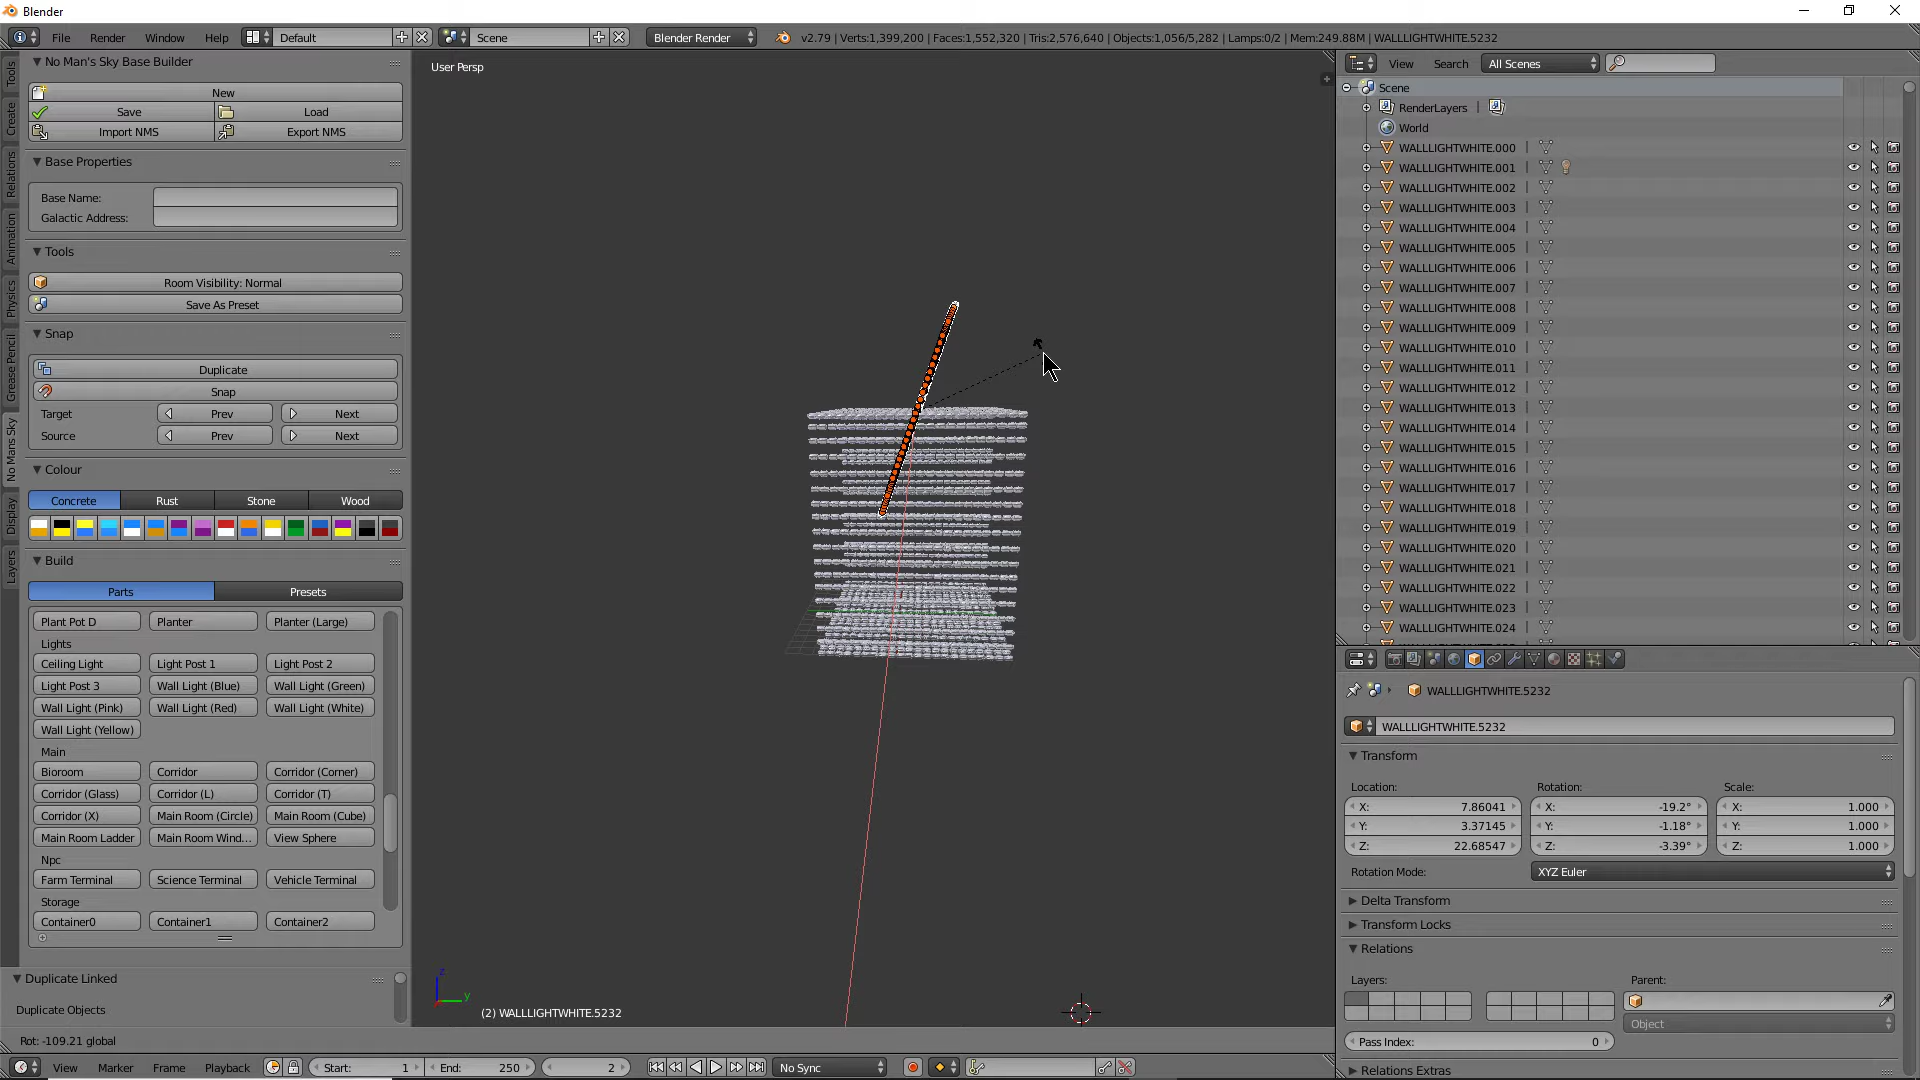 Blender
File Render Window Help Default Scene Blender Render v2.79 | Verts:1,399,200 | Faces:1,552,320 | Tris:2,576,640 | Objects:1,056/5,282 | Lamps:0/2 | Mem:249.88M | WALLLIGHTWHITE.5232
Tools
Create
Relations
Animation
Physics
Grease Pencil
No Mans Sky
Display
Layers
No Man's Sky Base Builder
New
Save Load
Import NMS Export NMS
Base Properties
Base Name:
Galactic Address:
Tools
Room Visibility: Normal
Save As Preset
Snap
Duplicate
Snap
Target Prev Next
Source Prev Next
Colour
Concrete Rust Stone Wood
Build
Parts Presets
Plant Pot D Planter Planter (Large)
Lights
Ceiling Light Light Post 1 Light Post 2
Light Post 3 Wall Light (Blue) Wall Light (Green)
Wall Light (Pink) Wall Light (Red) Wall Light (White)
Wall Light (Yellow)
Main
Bioroom Corridor Corridor (Corner)
Corridor (Glass) Corridor (L) Corridor (T)
Corridor (X) Main Room (Circle) Main Room (Cube)
Main Room Ladder Main Room Wind... View Sphere
Npc
Farm Terminal Science Terminal Vehicle Terminal
Storage
Container0 Container1 Container2
Duplicate Linked
Duplicate Objects
User Persp
z
y
(2) WALLLIGHTWHITE.5232
Rot: -109.21 global
View Marker Frame Playback Start: 1 End: 250 2 No Sync
View Search All Scenes
Scene
RenderLayers |
World
WALLLIGHTWHITE.000 |
WALLLIGHTWHITE.001 |
WALLLIGHTWHITE.002 |
WALLLIGHTWHITE.003 |
WALLLIGHTWHITE.004 |
WALLLIGHTWHITE.005 |
WALLLIGHTWHITE.006 |
WALLLIGHTWHITE.007 |
WALLLIGHTWHITE.008 |
WALLLIGHTWHITE.009 |
WALLLIGHTWHITE.010 |
WALLLIGHTWHITE.011 |
WALLLIGHTWHITE.012 |
WALLLIGHTWHITE.013 |
WALLLIGHTWHITE.014 |
WALLLIGHTWHITE.015 |
WALLLIGHTWHITE.016 |
WALLLIGHTWHITE.017 |
WALLLIGHTWHITE.018 |
WALLLIGHTWHITE.019 |
WALLLIGHTWHITE.020 |
WALLLIGHTWHITE.021 |
WALLLIGHTWHITE.022 |
WALLLIGHTWHITE.023 |
WALLLIGHTWHITE.024 |
WALLLIGHTWHITE.5232
WALLLIGHTWHITE.5232
Transform
Location: Rotation: Scale:
X: 7.86041 X: -19.2° X: 1.000
Y: 3.37145 Y: -1.18° Y: 1.000
Z: 22.68547 Z: -3.39° Z: 1.000
Rotation Mode: XYZ Euler
Delta Transform
Transform Locks
Relations
Layers: Parent:
Object
Pass Index: 0
Relations Extras